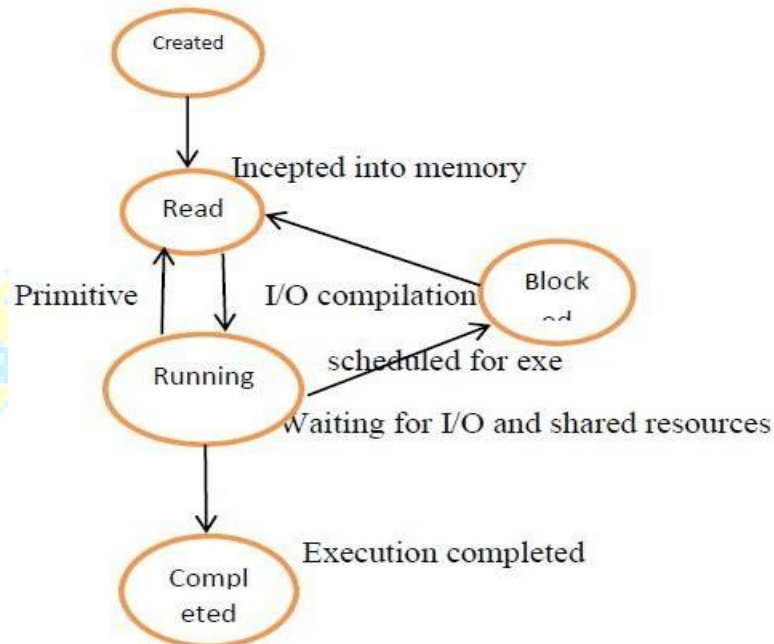 Created
Incepted into memory
Read
Primitive
I/O compilation
Block
ed
Running
scheduled for exe
Waiting for I/O and shared resources
Execution completed
Compl
eted